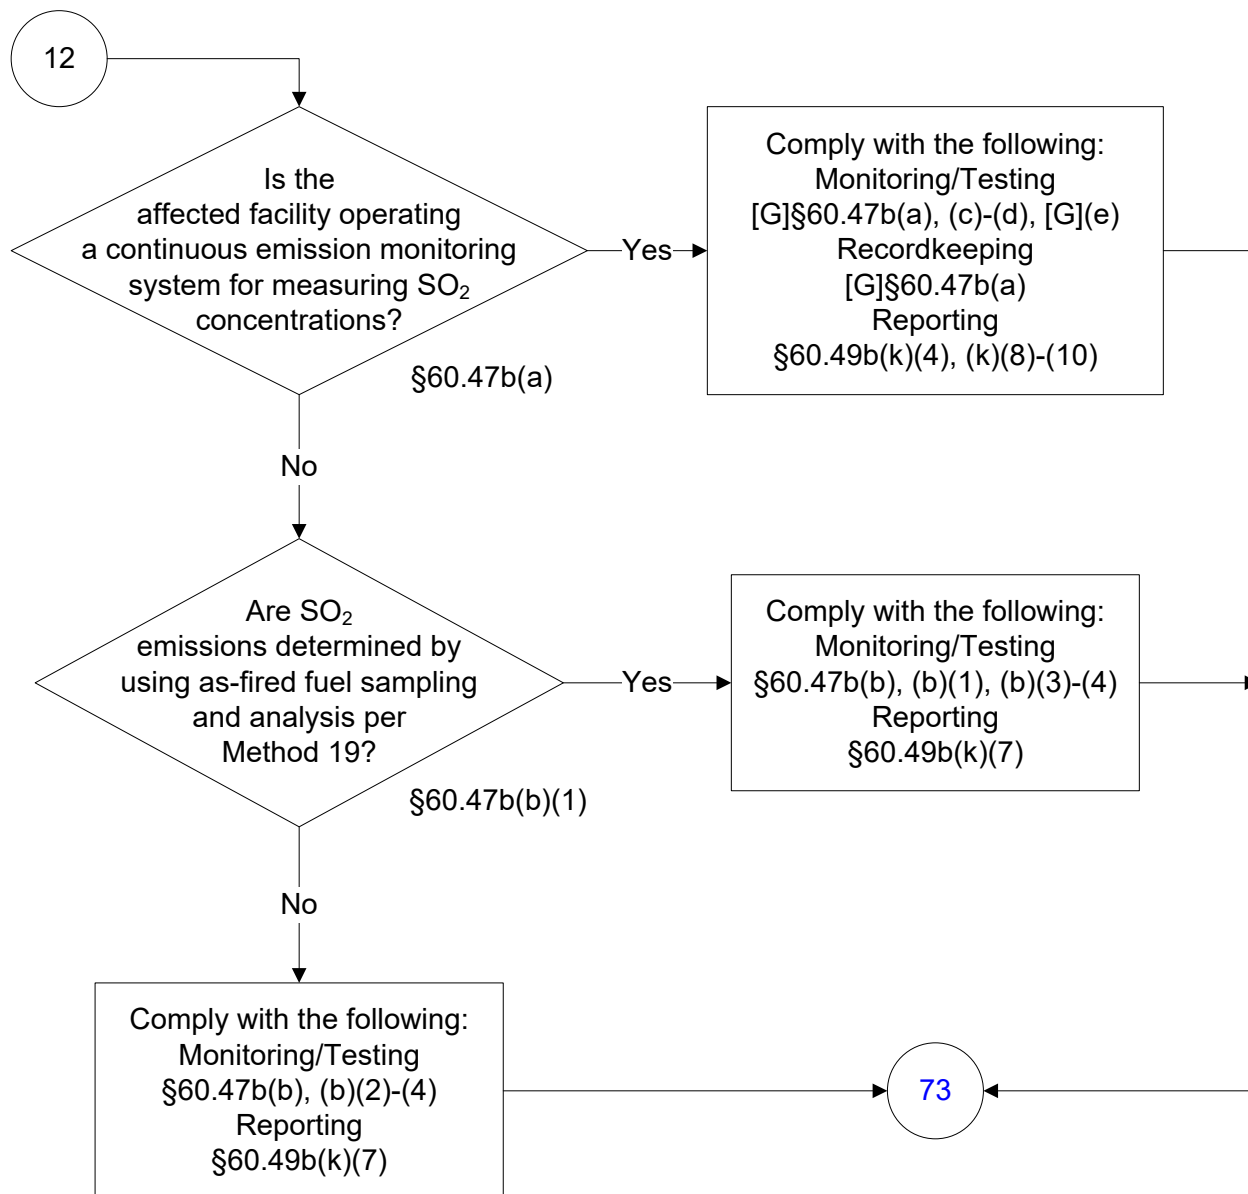 12
Is the
affected facility operating
a continuous emission monitoring
system for measuring SO₂
concentrations?
§60.47b(a)
Yes
Comply with the following:
Monitoring/Testing
[G]§60.47b(a), (c)-(d), [G](e)
Recordkeeping
[G]§60.47b(a)
Reporting
§60.49b(k)(4), (k)(8)-(10)
No
Are SO₂
emissions determined by
using as-fired fuel sampling
and analysis per
Method 19?
§60.47b(b)(1)
Yes
Comply with the following:
Monitoring/Testing
§60.47b(b), (b)(1), (b)(3)-(4)
Reporting
§60.49b(k)(7)
No
Comply with the following:
Monitoring/Testing
§60.47b(b), (b)(2)-(4)
Reporting
§60.49b(k)(7)
73